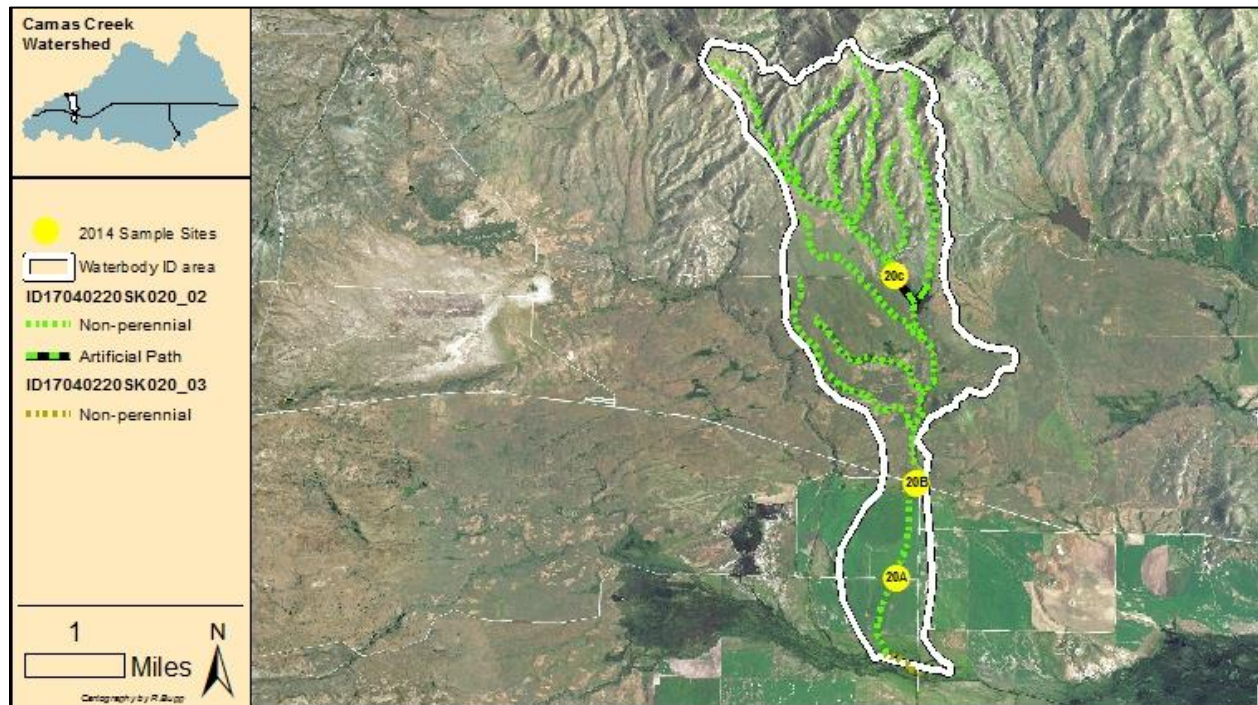 Camas Creek
Watershed
2014 Sample Sites
Waterbody ID area
ID17040220SK020_02
Non-perennial
Artificial Path
ID17040220SK020_03
Non-perennial
1
N
Miles
Cartography by R.Bugg
20c
20B
20A